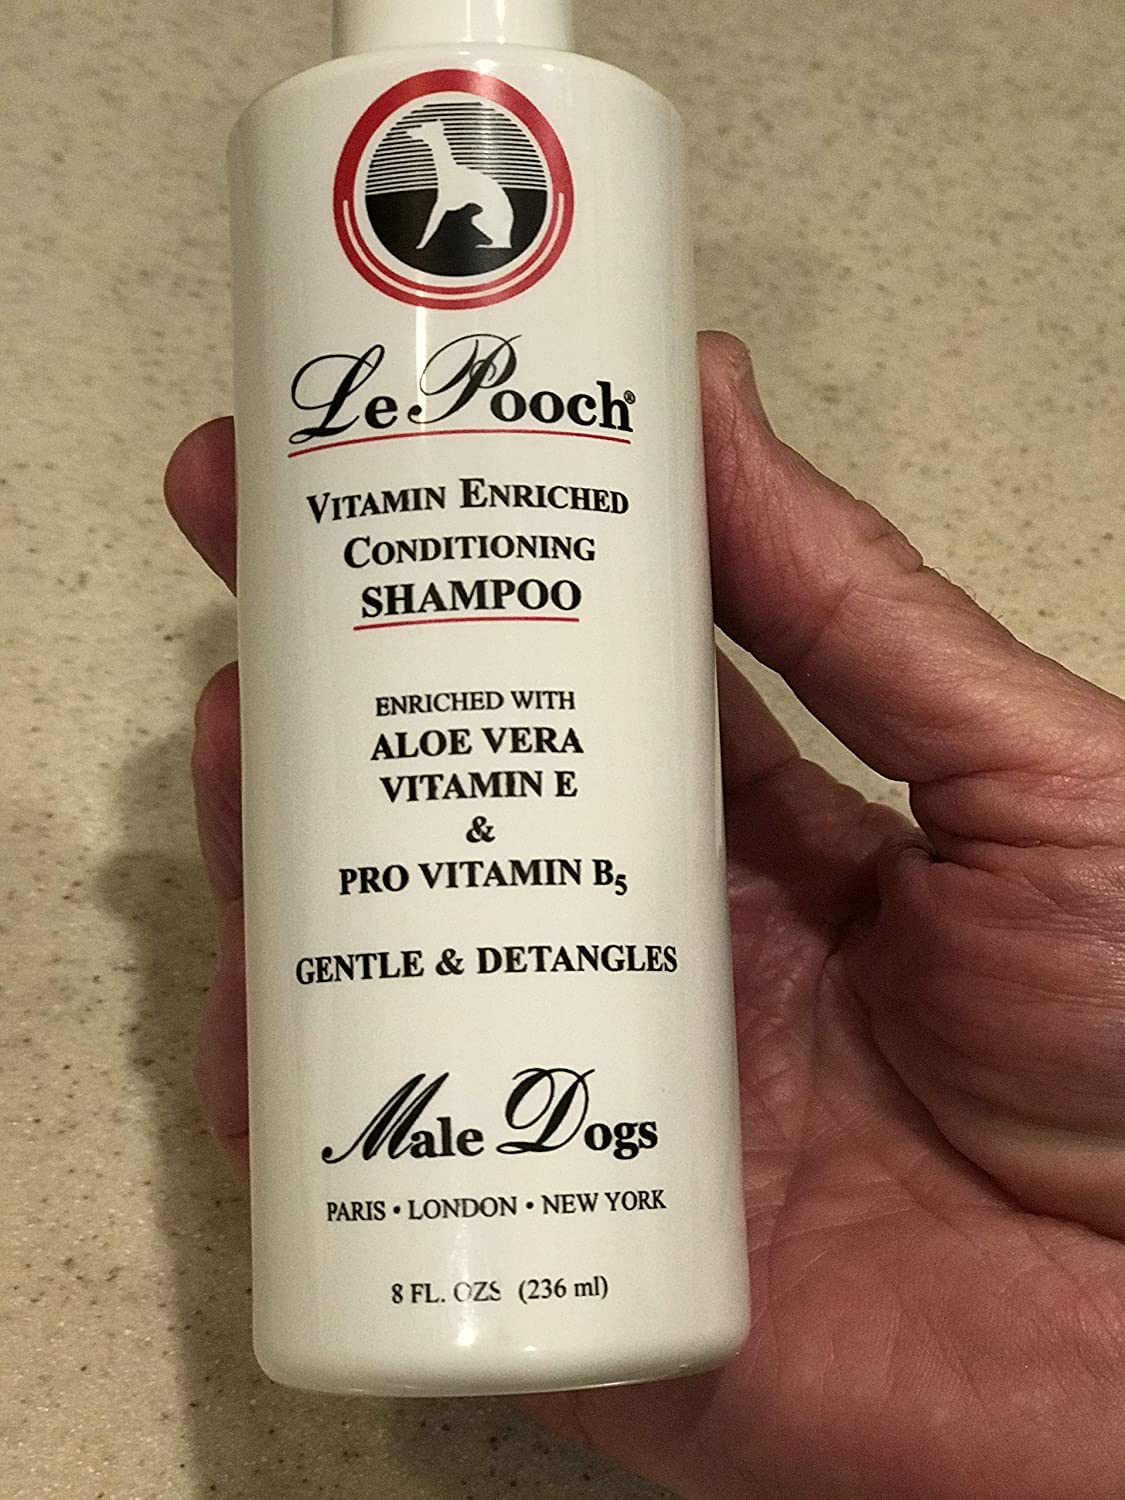 Le Pooch®
VITAMIN ENRICHED
CONDITIONING
SHAMPOO
ENRICHED WITH
ALOE VERA
VITAMIN E
&
PRO VITAMIN B₅
GENTLE & DETANGLES
Male Dogs
PARIS • LONDON • NEW YORK
8 FL. OZS (236 ml)